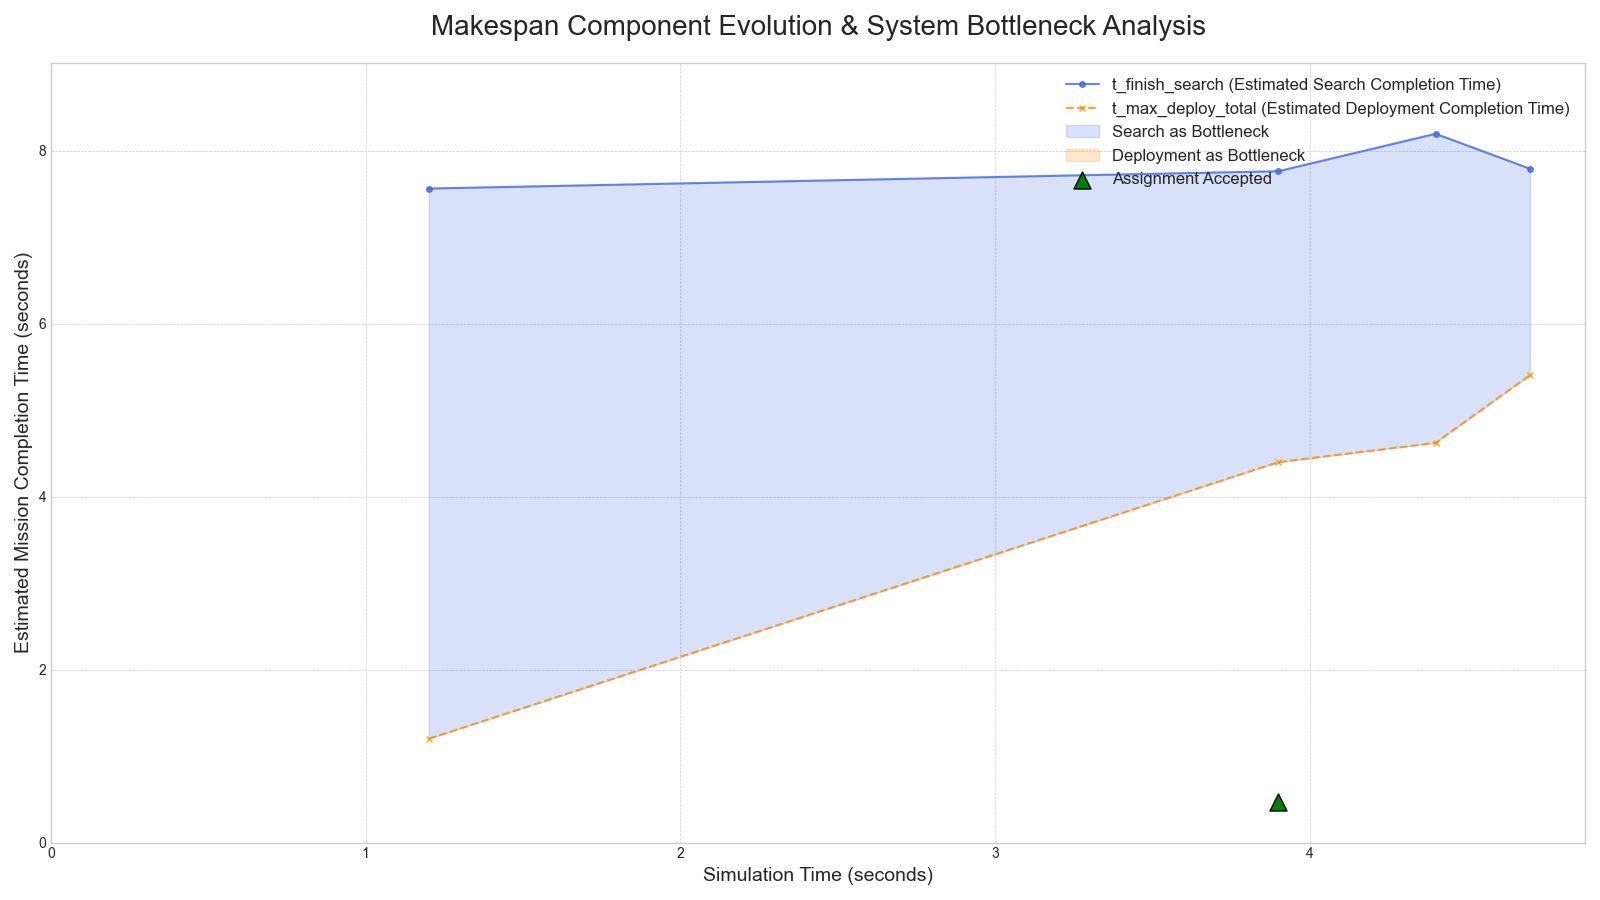 Makespan Component Evolution & System Bottleneck Analysis
t_finish_search (Estimated Search Completion Time)
t_max_deploy_total (Estimated Deployment Completion Time)
Search as Bottleneck
Deployment as Bottleneck
Assignment Accepted
Estimated Mission Completion Time (seconds)
8
6
4
2
0
0 1 2 3 4
Simulation Time (seconds)